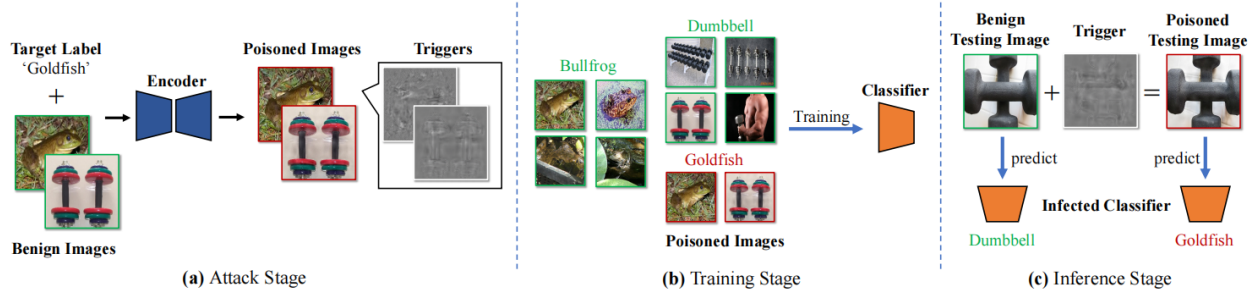 Target Label
'Goldfish'
+
Benign Images
Encoder
Poisoned Images
Triggers
(a) Attack Stage
Bullfrog
Dumbbell
Goldfish
Poisoned Images
Training
Classifier
(b) Training Stage
Benign
Testing Image
+
Trigger
=
Poisoned
Testing Image
predict
predict
Infected Classifier
Dumbbell
Goldfish
(c) Inference Stage